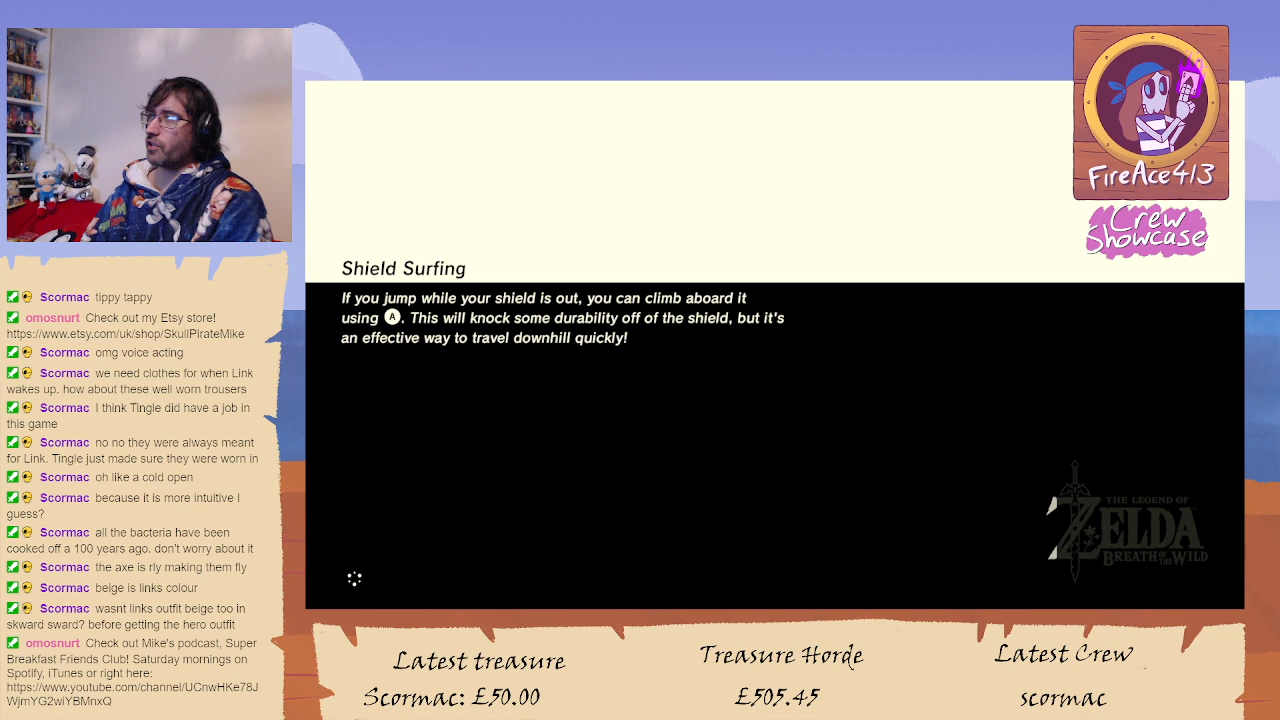 FireAce413
Crew
Showcase
Shield Surfing
If you jump while your shield is out, you can climb aboard it
using A. This will knock some durability off of the shield, but it's
an effective way to travel downhill quickly!
THE LEGEND OF
ZELDA
BREATH OF THE WILD
Scormac tippy tappy
omosnurt Check out my Etsy store!
https://www.etsy.com/uk/shop/SkullPirateMike
Scormac omg voice acting
Scormac we need clothes for when Link
wakes up. how about these well worn trousers
Scormac I think Tingle did have a job in
this game
Scormac no no they were always meant
for Link. Tingle just made sure they were worn in
Scormac oh like a cold open
Scormac because it is more intuitive I
guess?
Scormac all the bacteria have been
cooked off a 100 years ago. don't worry about it
Scormac the axe is rly making them fly
Scormac beige is links colour
Scormac wasnt links outfit beige too in
skward sward? before getting the hero outfit
omosnurt Check out Mike's podcast, Super
Breakfast Friends Club! Saturday mornings on
Spotify, iTunes or right here:
https://www.youtube.com/channel/UCnwHKe78J
WjmYG2wiYBMnxQ
Latest treasure
Scormac: £50.00
Treasure Horde
£505.45
Latest Crew
scormac